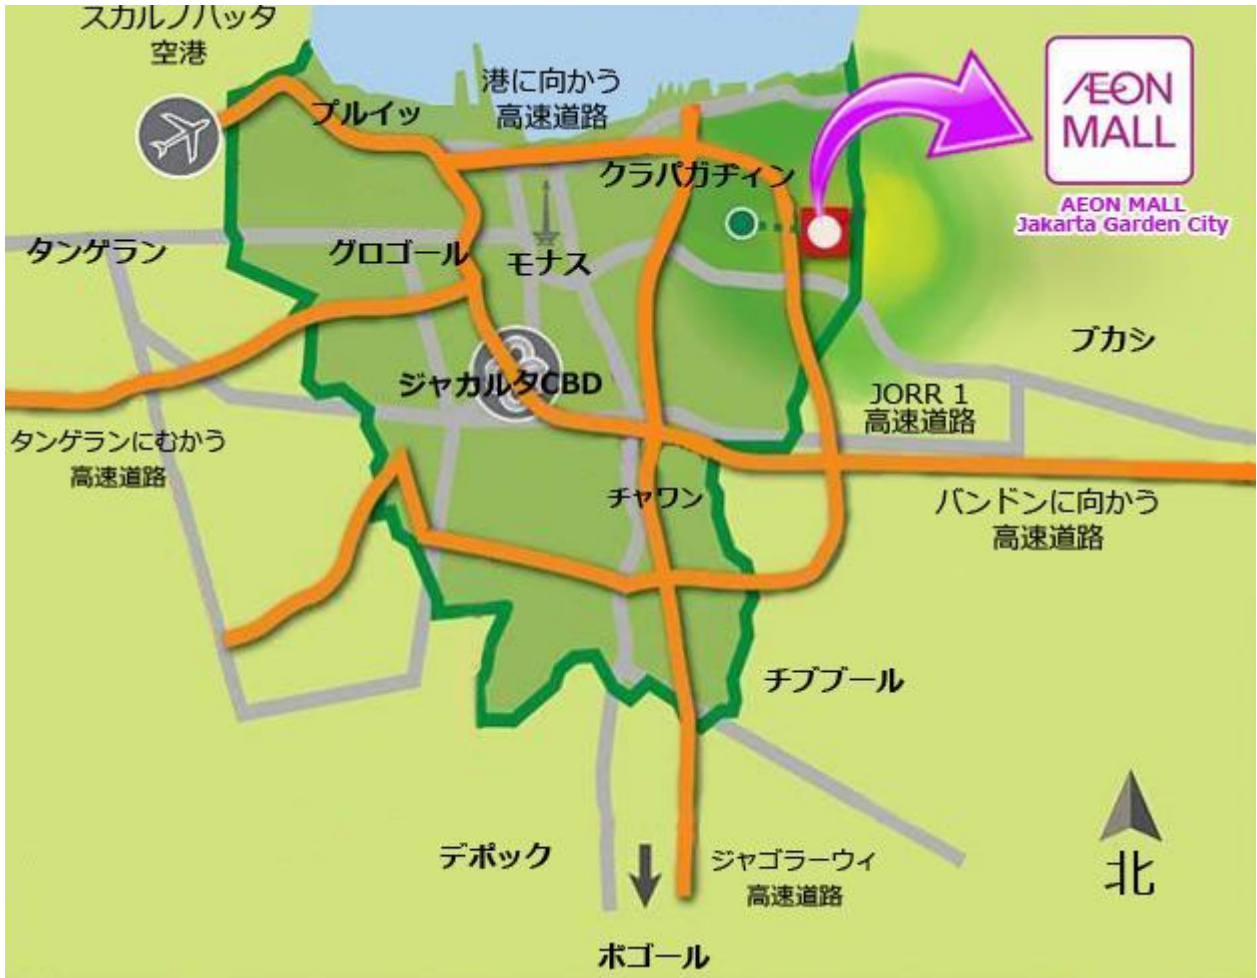 スカルノハッタ
空港
港に向かう
高速道路
プルイッ
クラパガヂィン
ÆON
MALL
AEON MALL
Jakarta Garden City
タンゲラン
グロゴール
モナス
ブカシ
ジャカルタCBD
JORR 1
高速道路
タンゲランにむかう
高速道路
チャワン
バンドンに向かう
高速道路
チブブール
デポック
ジャゴラーウィ
高速道路
北
ボゴール